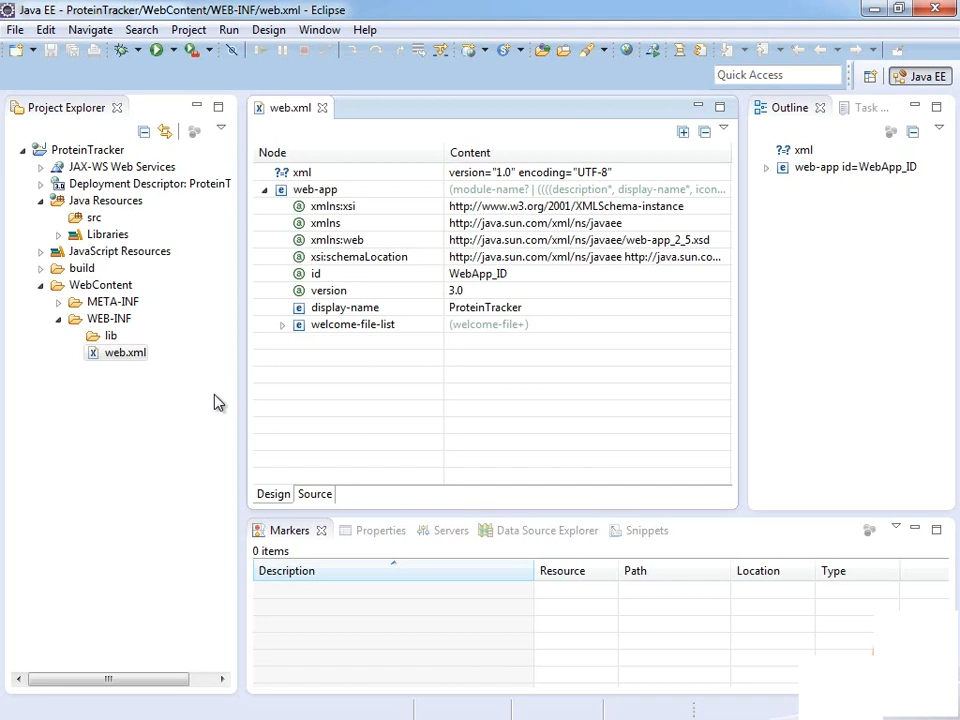 Java EE - ProteinTracker/WebContent/WEB-INF/web.xml - Eclipse
File Edit Navigate Search Project Run Design Window Help
Quick Access
Java EE
Project Explorer
ProteinTracker
JAX-WS Web Services
Deployment Descriptor: ProteinT
Java Resources
src
Libraries
JavaScript Resources
build
WebContent
META-INF
WEB-INF
lib
web.xml
web.xml
Node Content
?=? xml version="1.0" encoding="UTF-8"
e web-app (module-name? | ((((description*, display-name*, icon...
a xmlns:xsi http://www.w3.org/2001/XMLSchema-instance
a xmlns http://java.sun.com/xml/ns/javaee
a xmlns:web http://java.sun.com/xml/ns/javaee/web-app_2_5.xsd
a xsi:schemaLocation http://java.sun.com/xml/ns/javaee http://java.sun.co...
a id WebApp_ID
a version 3.0
e display-name ProteinTracker
e welcome-file-list (welcome-file+)
Design Source
Outline Task ...
?=? xml
e web-app id=WebApp_ID
Markers Properties Servers Data Source Explorer Snippets
0 items
Description Resource Path Location Type